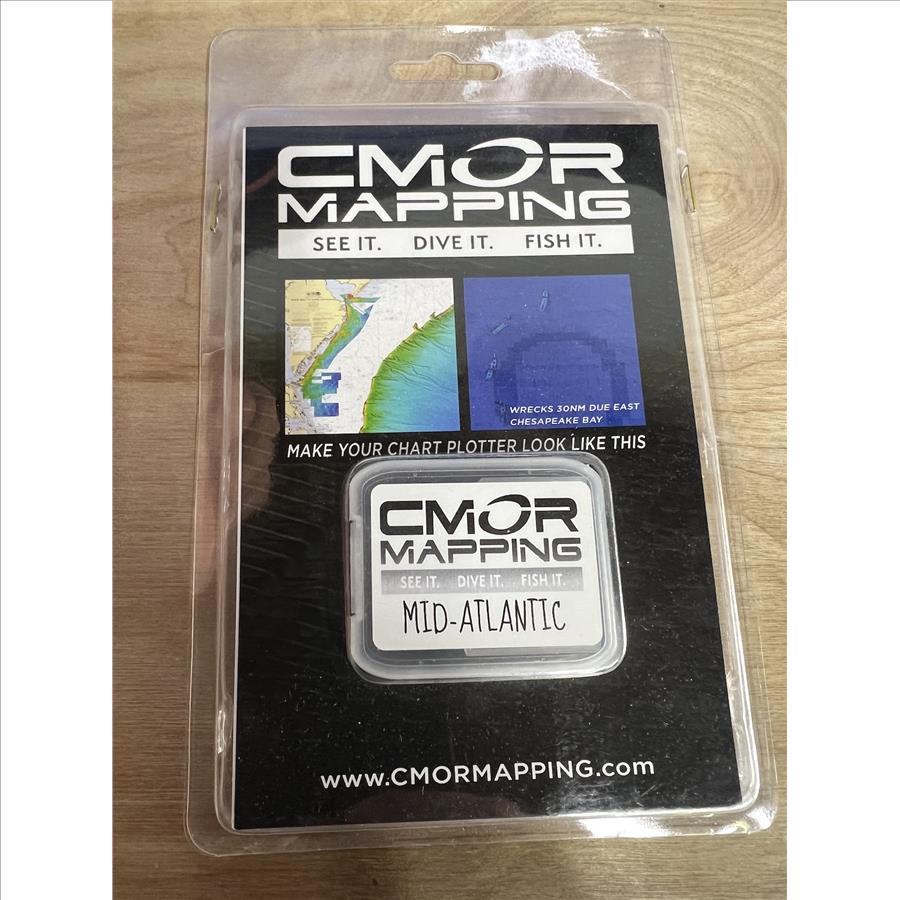 CMOR
MAPPING
SEE IT. DIVE IT. FISH IT.
WRECKS 30NM DUE EAST
CHESAPEAKE BAY
MAKE YOUR CHART PLOTTER LOOK LIKE THIS
CMOR
MAPPING
SEE IT. DIVE IT. FISH IT.
MID-ATLANTIC
www.CMORMAPPING.com